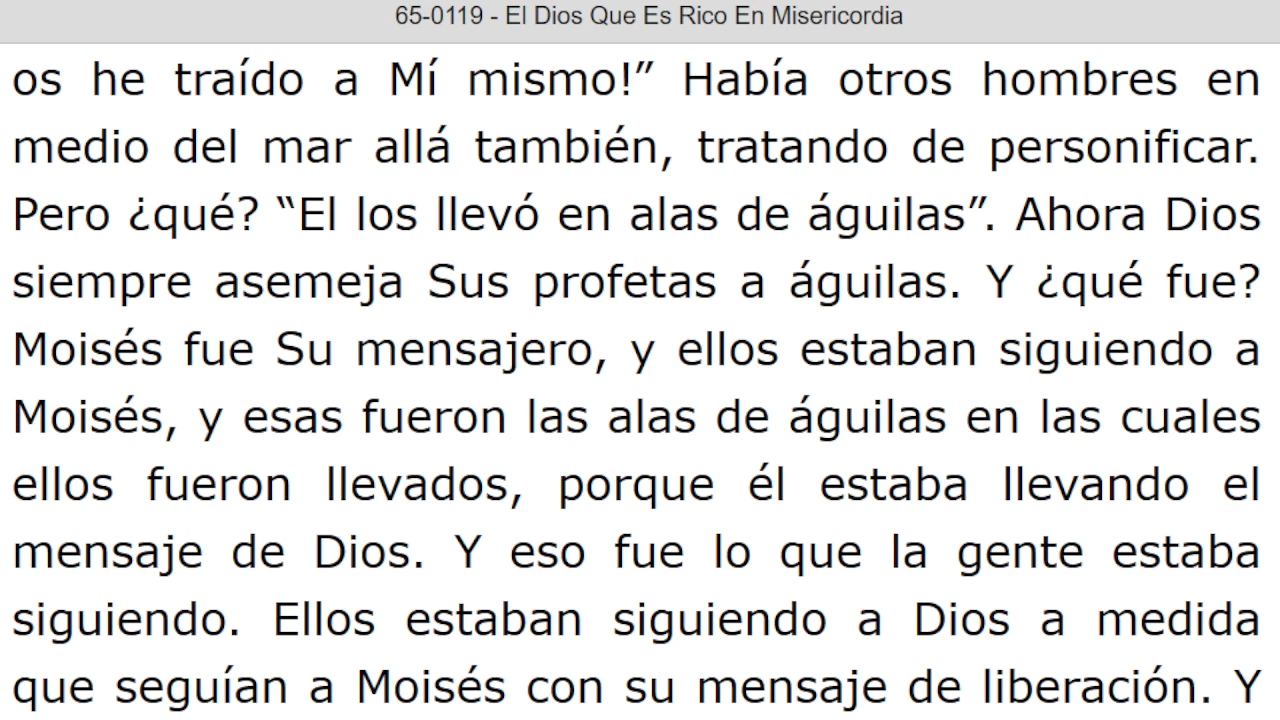 65-0119 - El Dios Que Es Rico En Misericordia
os he traído a Mí mismo!” Había otros hombres en
medio del mar allá también, tratando de personificar.
Pero ¿qué? “El los llevó en alas de águilas”. Ahora Dios
siempre asemeja Sus profetas a águilas. Y ¿qué fue?
Moisés fue Su mensajero, y ellos estaban siguiendo a
Moisés, y esas fueron las alas de águilas en las cuales
ellos fueron llevados, porque él estaba llevando el
mensaje de Dios. Y eso fue lo que la gente estaba
siguiendo. Ellos estaban siguiendo a Dios a medida
que seguían a Moisés con su mensaje de liberación. Y